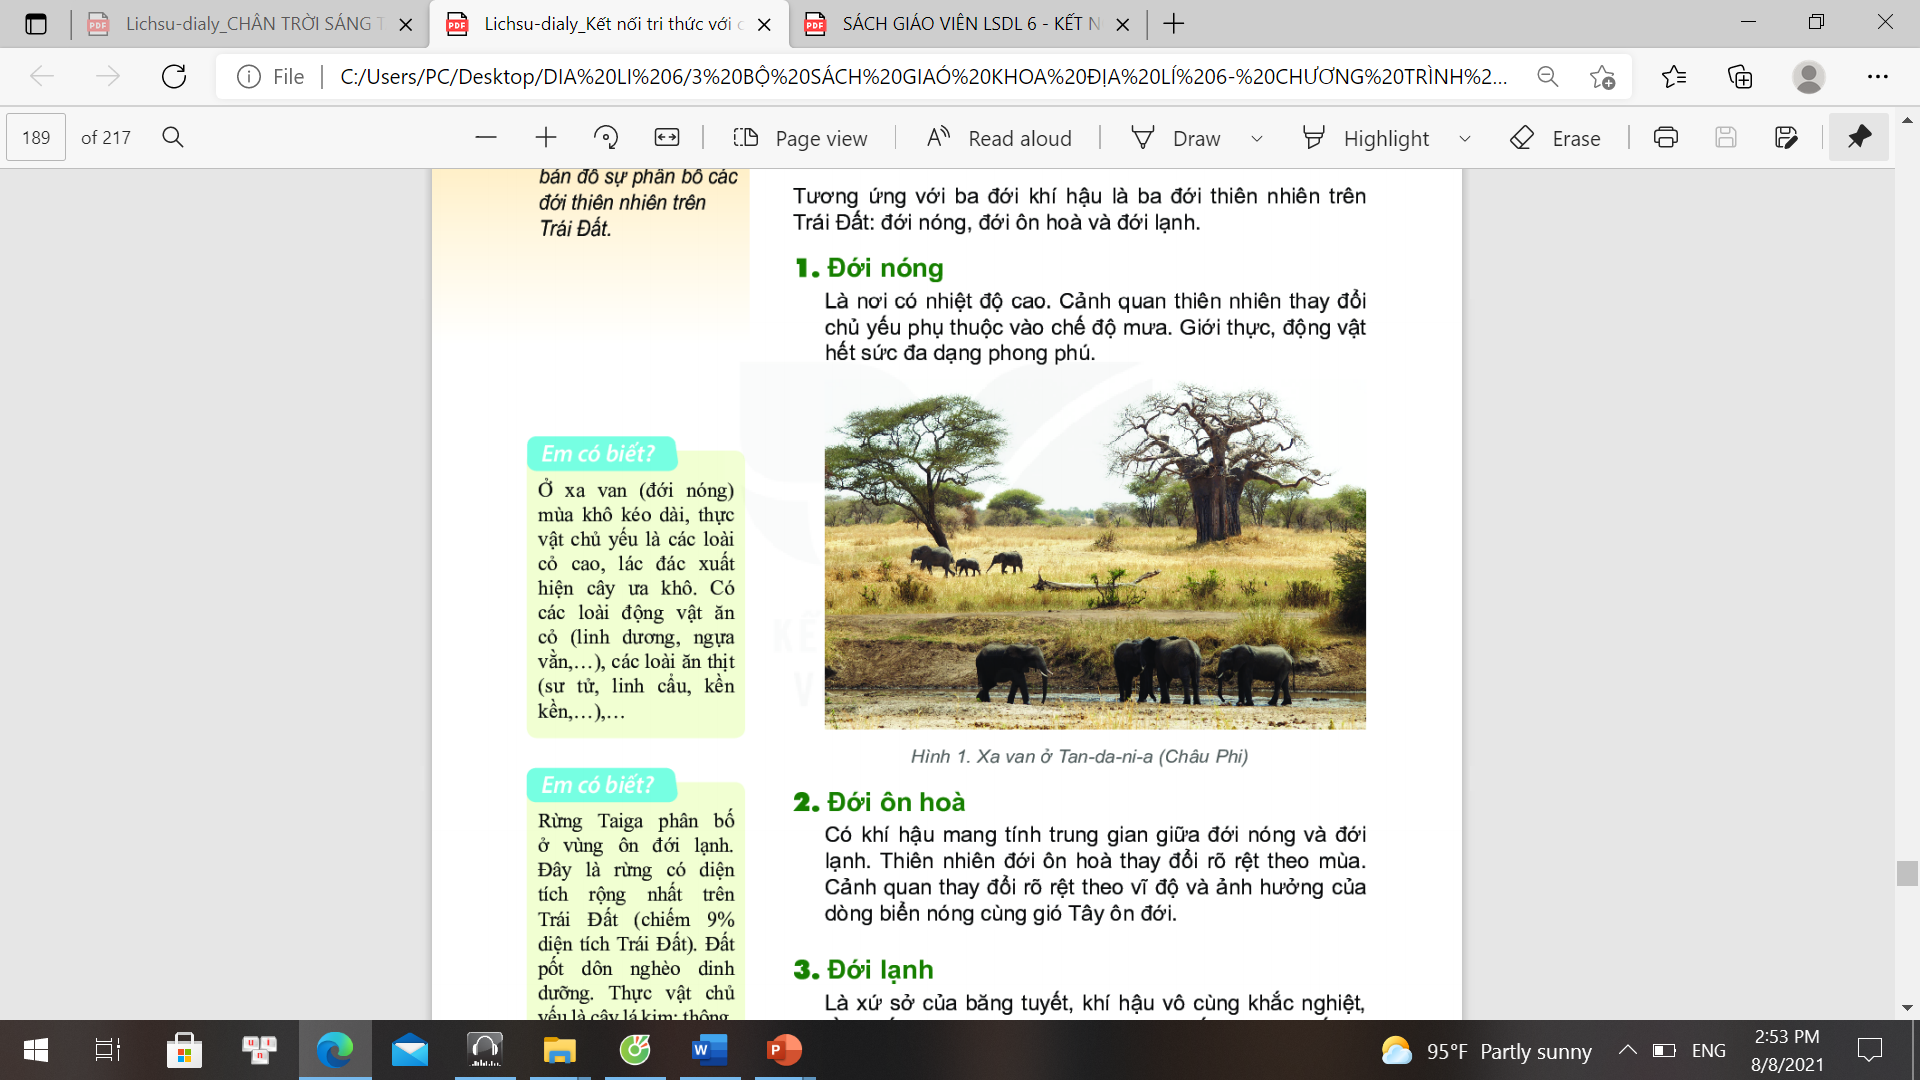 Lichsu-dialy_CHÂN TRỜI SÁNG T
Lichsu-dialy_Kết nối tri thức với c
SÁCH GIÁO VIÊN LSDL 6 - KẾT N
File
C:/Users/PC/Desktop/DIA%20LI%206/3%20BỘ%20SÁCH%20GIAÓ%20KHOA%20ĐỊA%20LÍ%206-%20CHƯƠNG%20TRÌNH%2...
189 of 217
Page view
Read aloud
Draw
Highlight
Erase
bản đồ sự phân bố các
đới thiên nhiên trên
Trái Đất.
Tương ứng với ba đới khí hậu là ba đới thiên nhiên trên
Trái Đất: đới nóng, đới ôn hoà và đới lạnh.
1. Đới nóng
Là nơi có nhiệt độ cao. Cảnh quan thiên nhiên thay đổi
chủ yếu phụ thuộc vào chế độ mưa. Giới thực, động vật
hết sức đa dạng phong phú.
Em có biết?
Ở xa van (đới nóng)
mùa khô kéo dài, thực
vật chủ yếu là các loài
cỏ cao, lác đác xuất
hiện cây ưa khô. Có
các loài động vật ăn
cỏ (linh dương, ngựa
vằn,…), các loài ăn thịt
(sư tử, linh cẩu, kền
kền,…),…
Hình 1. Xa van ở Tan-da-ni-a (Châu Phi)
Em có biết?
Rừng Taiga phân bố
ở vùng ôn đới lạnh.
Đây là rừng có diện
tích rộng nhất trên
Trái Đất (chiếm 9%
diện tích Trái Đất). Đất
pốt dôn nghèo dinh
dưỡng. Thực vật chủ
yếu là cây lá kim: thông,
2. Đới ôn hoà
Có khí hậu mang tính trung gian giữa đới nóng và đới
lạnh. Thiên nhiên đới ôn hoà thay đổi rõ rệt theo mùa.
Cảnh quan thay đổi rõ rệt theo vĩ độ và ảnh hưởng của
dòng biển nóng cùng gió Tây ôn đới.
3. Đới lạnh
Là xứ sở của băng tuyết, khí hậu vô cùng khắc nghiệt,
95°F Partly sunny
ENG
2:53 PM
8/8/2021